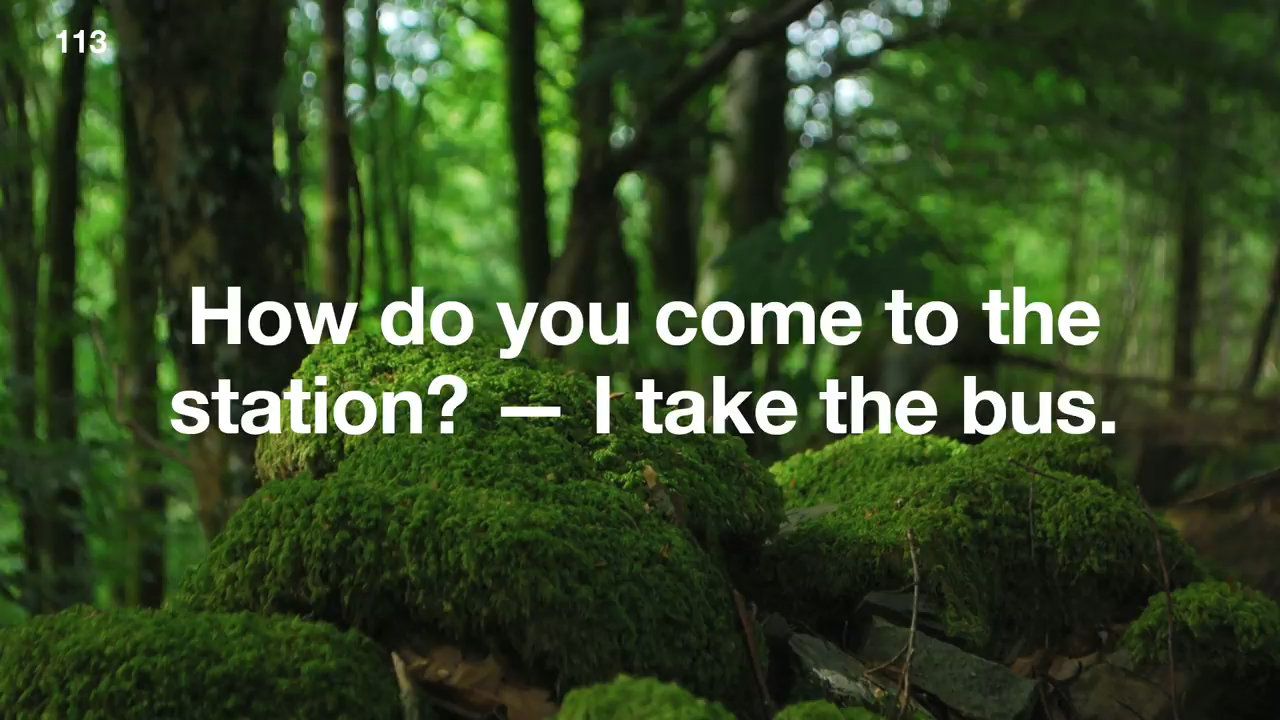 113
How do you come to the
station? — I take the bus.